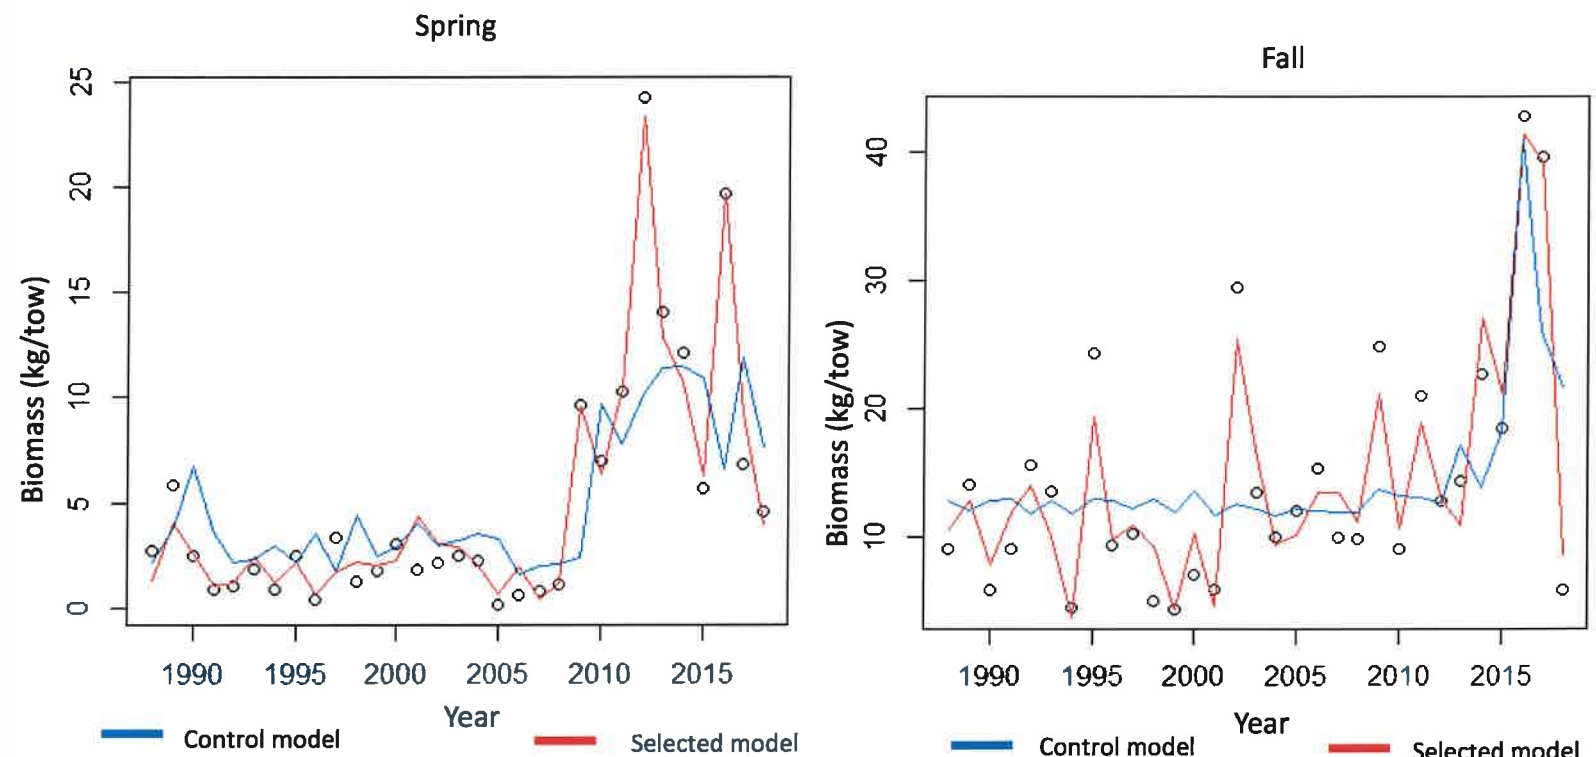 Spring
Biomass (kg/tow)
25
20
15
10
5
0
1990 1995 2000 2005 2010 2015
Year
Control model Selected model
Fall
Biomass (kg/tow)
40
30
20
10
1990 1995 2000 2005 2010 2015
Year
Control model Selected model